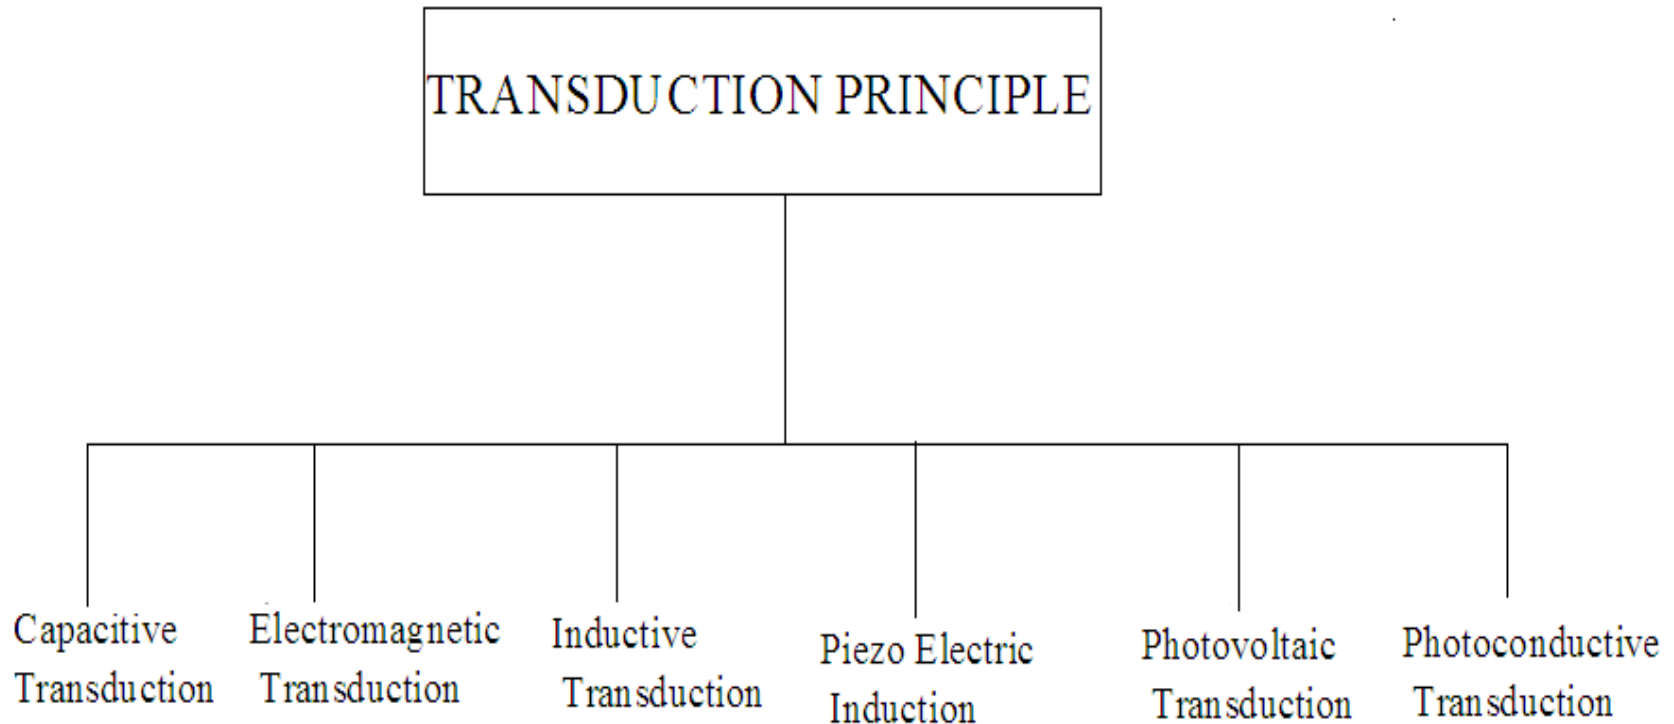 TRANSDUCTION PRINCIPLE
Capacitive
Transduction
Electromagnetic
Transduction
Inductive
Transduction
Piezo Electric
Induction
Photovoltaic
Transduction
Photoconductive
Transduction